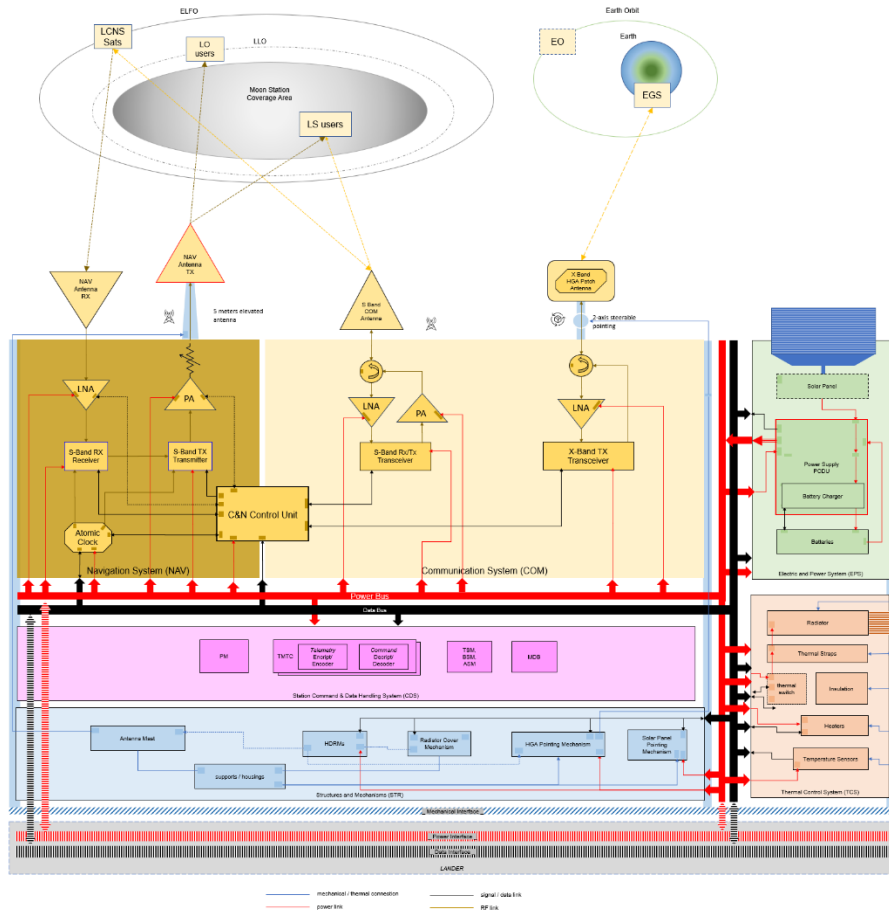 ELFO
Earth Orbit
LCNS
Sats
LO
users
LLO
EO
Earth
Moon Station
Coverage Area
EGS
LS users
NAV
Antenna
TX
NAV
Antenna
RX
5 meters elevated
antenna
S Band
COM
Antenna
X Band
HGA Patch
Antenna
2-axis steerable
pointing
LNA
PA
LNA
PA
LNA
Solar Panel
S-Band RX
Receiver
S-Band TX
Transmitter
S-Band Rx/Tx
Transceiver
X-Band TX
Transceiver
Power Supply
PCDU
Battery Charger
C&N Control Unit
Atomic
Clock
Batteries
Navigation System (NAV)
Communication System (COM)
Electric and Power System (EPS)
Power Bus
Data Bus
Radiator
PM
TMTC
Telemetry
Encript/
Encoder
Command
Decript/
Decoder
TSM,
BSM,
ASM
Thermal Straps
thermal
switch
Insulation
Station Command & Data Handling System (CDS)
Heaters
Antenna Mast
HDRMs
Radiator Cover
Mechanism
HGA Pointing Mechanism
Solar Panel
Pointing
Mechanism
Temperature Sensors
supports / housings
Structures and Mechanisms (STR)
Thermal Control System (TCS)
Mechanical Interface
Power Interface
Data Interface
LANDER
mechanical / thermal connection
signal / data link
power link
RF link